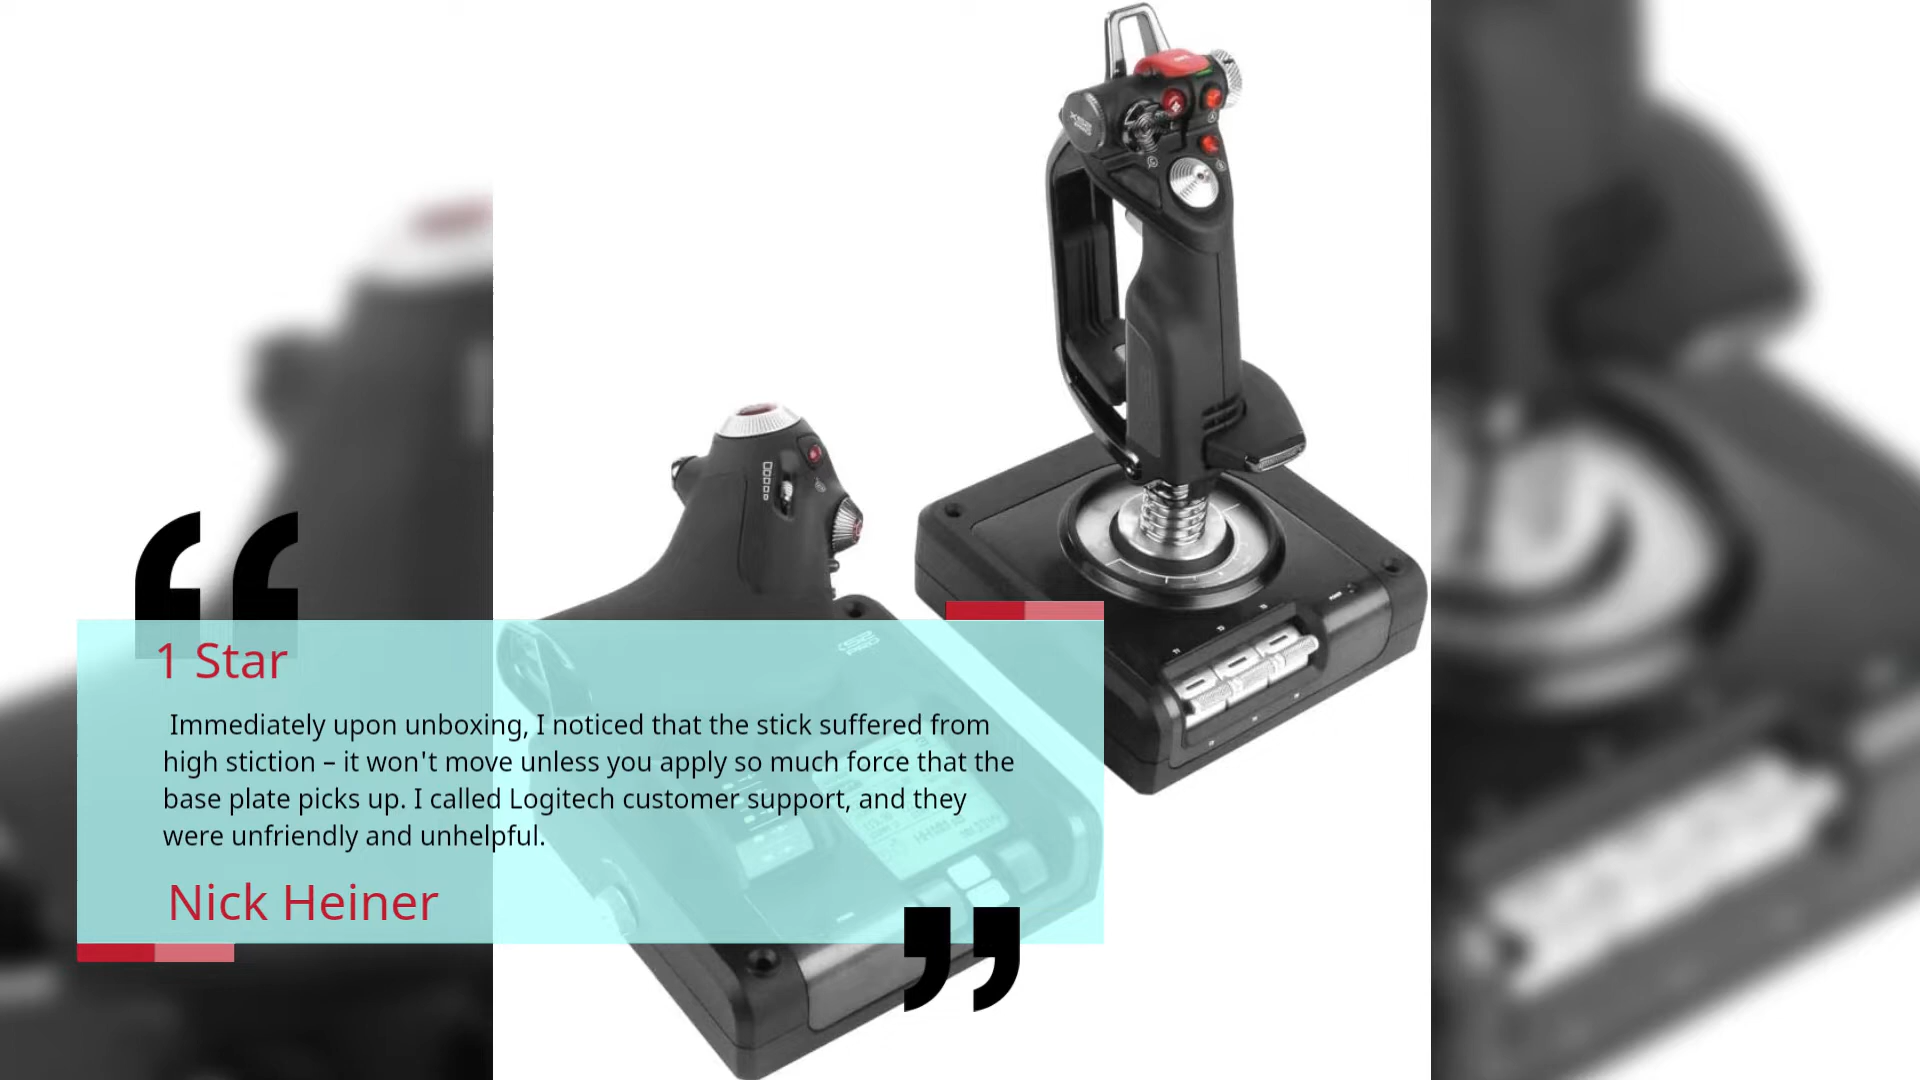 1 Star
Immediately upon unboxing, I noticed that the stick suffered from
high stiction – it won't move unless you apply so much force that the
base plate picks up. I called Logitech customer support, and they
were unfriendly and unhelpful.
Nick Heiner